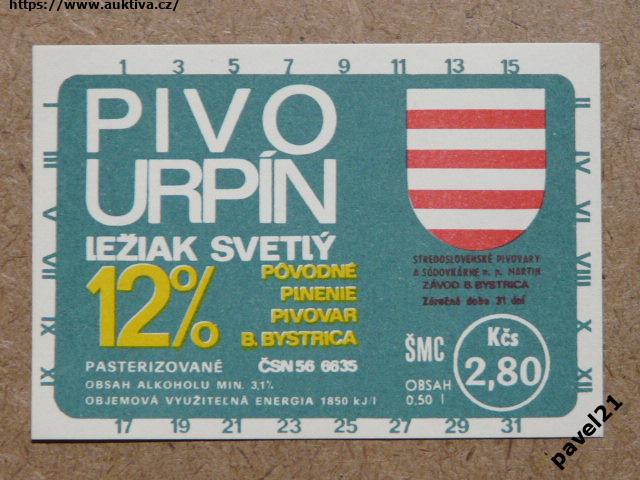 https://www.auktiva.cz/
1 3 5 7 9 11 13 15
I
III
V
VII
IX
XI
II
IV
VI
VIII
X
XII
PIVO
URPÍN
LEŽIAK SVETLÝ
12%
PÔVODNÉ
PLNENIE
PIVOVAR
B. BYSTRICA
PASTERIZOVANÉ
ČSN 56 6635
OBSAH ALKOHOLU MIN. 3,1%
OBJEMOVÁ VYUŽITEĽNÁ ENERGIA 1850 kJ/l
STREDOSLOVENSKÉ PIVOVARY
A SÓDOVKÁRNE n. p. MARTIN
ZÁVOD B. BYSTRICA
Záručná doba 31 dní
ŠMC
OBSAH
0,50 l
Kčs
2,80
17 19 21 23 25 27 29 31
pavel21